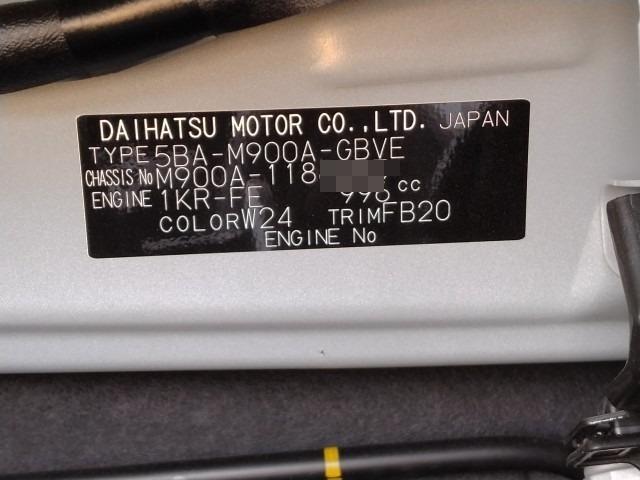 DAIHATSU MOTOR CO.,LTD. JAPAN
TYPE 5BA-M900A-GBVE
CHASSIS No M900A-118
ENGINE 1KR-FE 996 cc
COLOR W24 TRIM FB20
ENGINE No